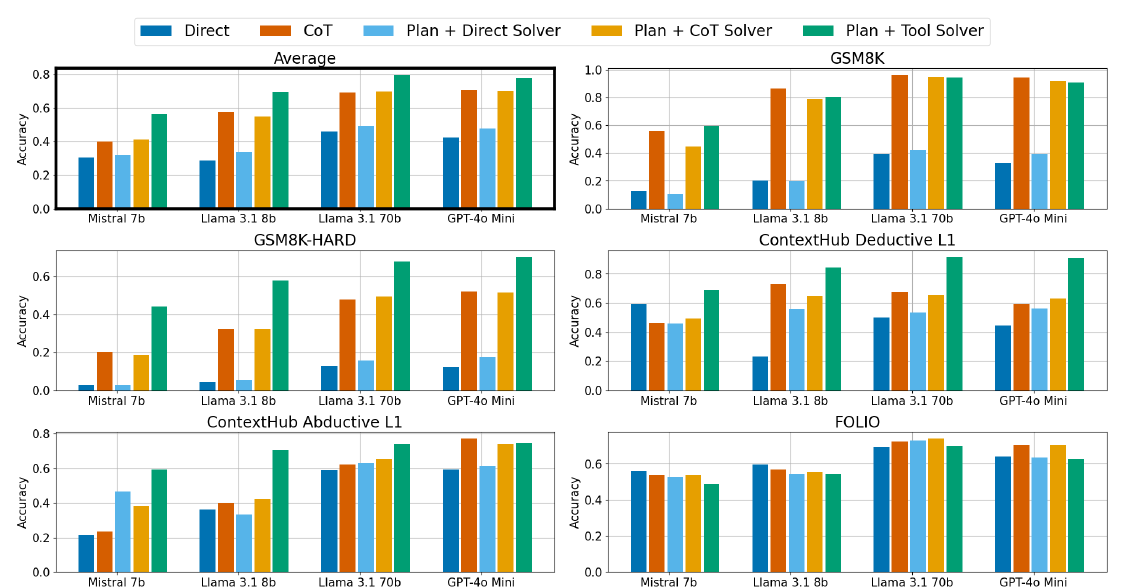 Direct CoT Plan + Direct Solver Plan + CoT Solver Plan + Tool Solver
Average
Accuracy
0.8
0.6
0.4
0.2
0.0
Mistral 7b Llama 3.1 8b Llama 3.1 70b GPT-4o Mini
GSM8K
Accuracy
1.0
0.8
0.6
0.4
0.2
0.0
Mistral 7b Llama 3.1 8b Llama 3.1 70b GPT-4o Mini
GSM8K-HARD
Accuracy
0.6
0.4
0.2
0.0
Mistral 7b Llama 3.1 8b Llama 3.1 70b GPT-4o Mini
ContextHub Deductive L1
Accuracy
0.8
0.6
0.4
0.2
0.0
Mistral 7b Llama 3.1 8b Llama 3.1 70b GPT-4o Mini
ContextHub Abductive L1
Accuracy
0.8
0.6
0.4
0.2
0.0
Mistral 7b Llama 3.1 8b Llama 3.1 70b GPT-4o Mini
FOLIO
Accuracy
0.6
0.4
0.2
0.0
Mistral 7b Llama 3.1 8b Llama 3.1 70b GPT-4o Mini